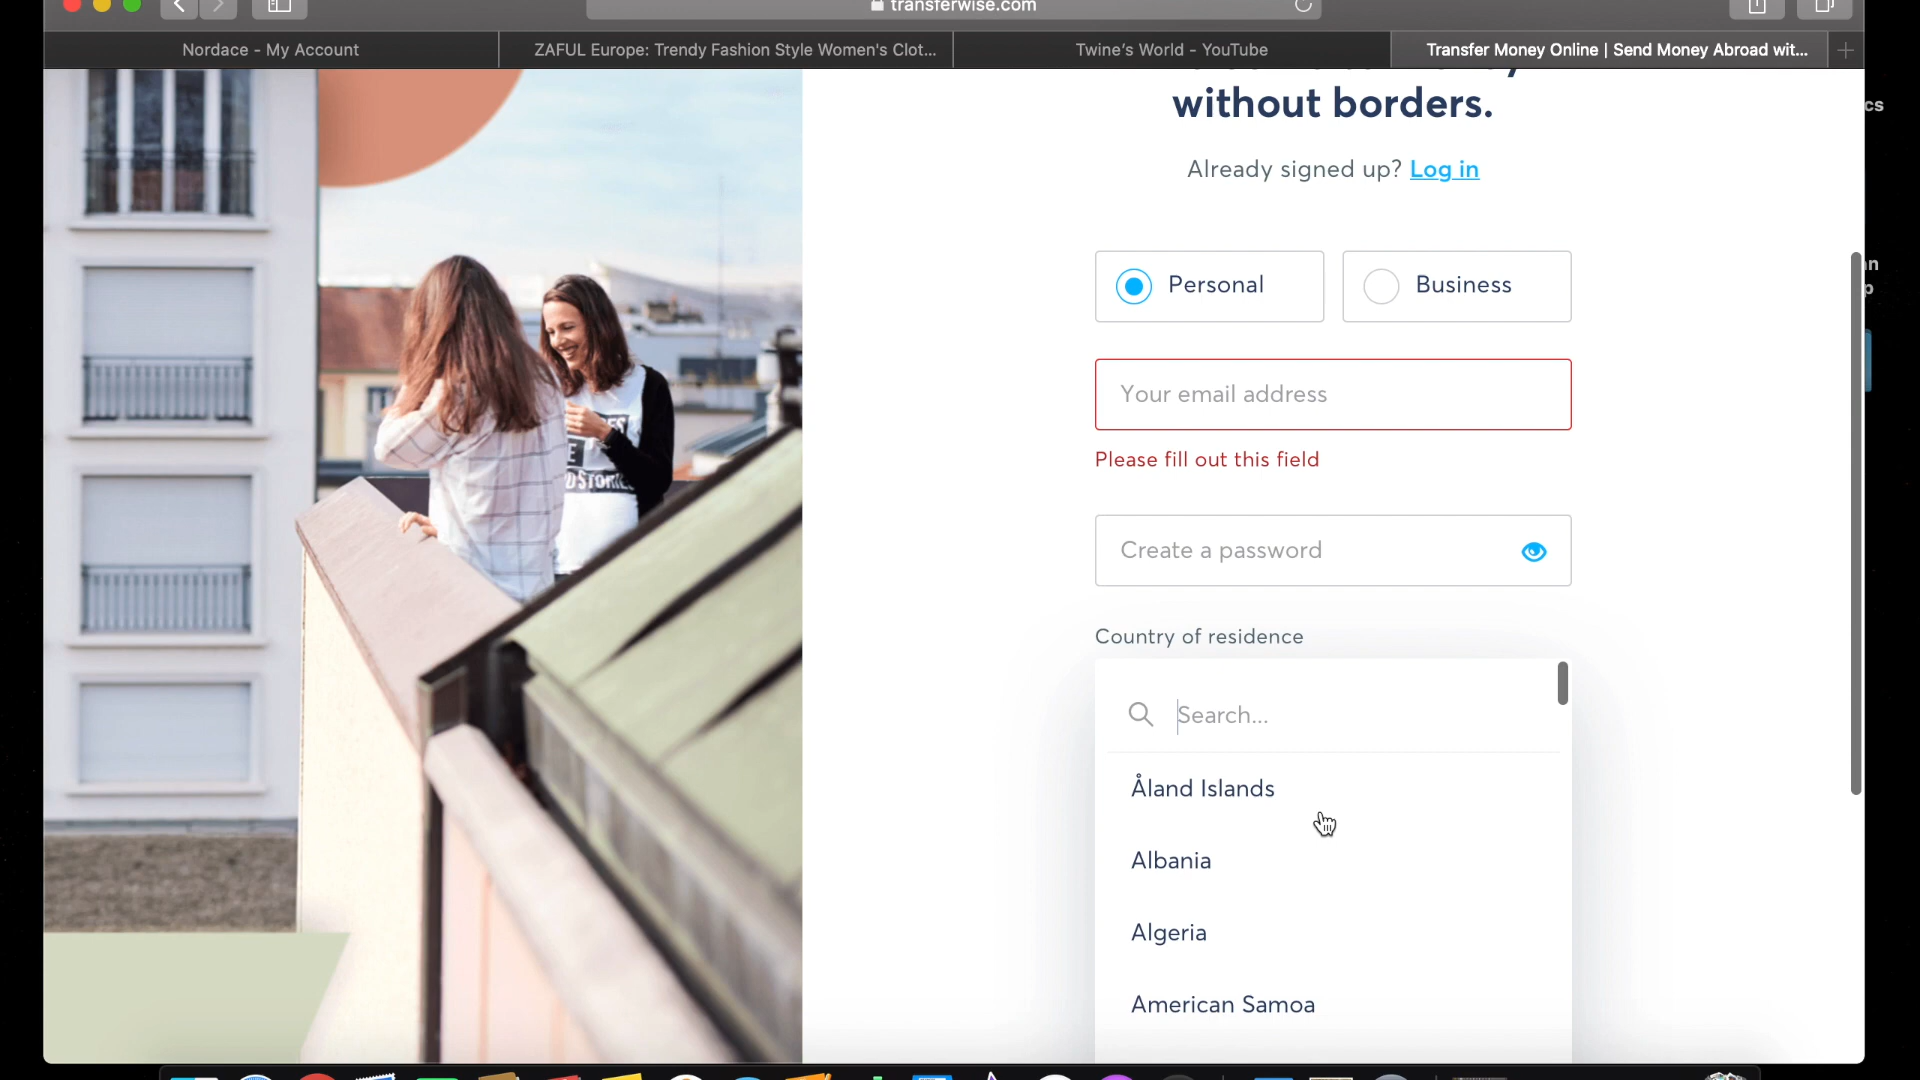 transferwise.com
Nordace - My Account
ZAFUL Europe: Trendy Fashion Style Women's Clot...
Twine's World - YouTube
Transfer Money Online | Send Money Abroad wit...
without borders.
Already signed up? Log in
Personal
Business
Your email address
Please fill out this field
Create a password
Country of residence
Search...
Åland Islands
Albania
Algeria
American Samoa